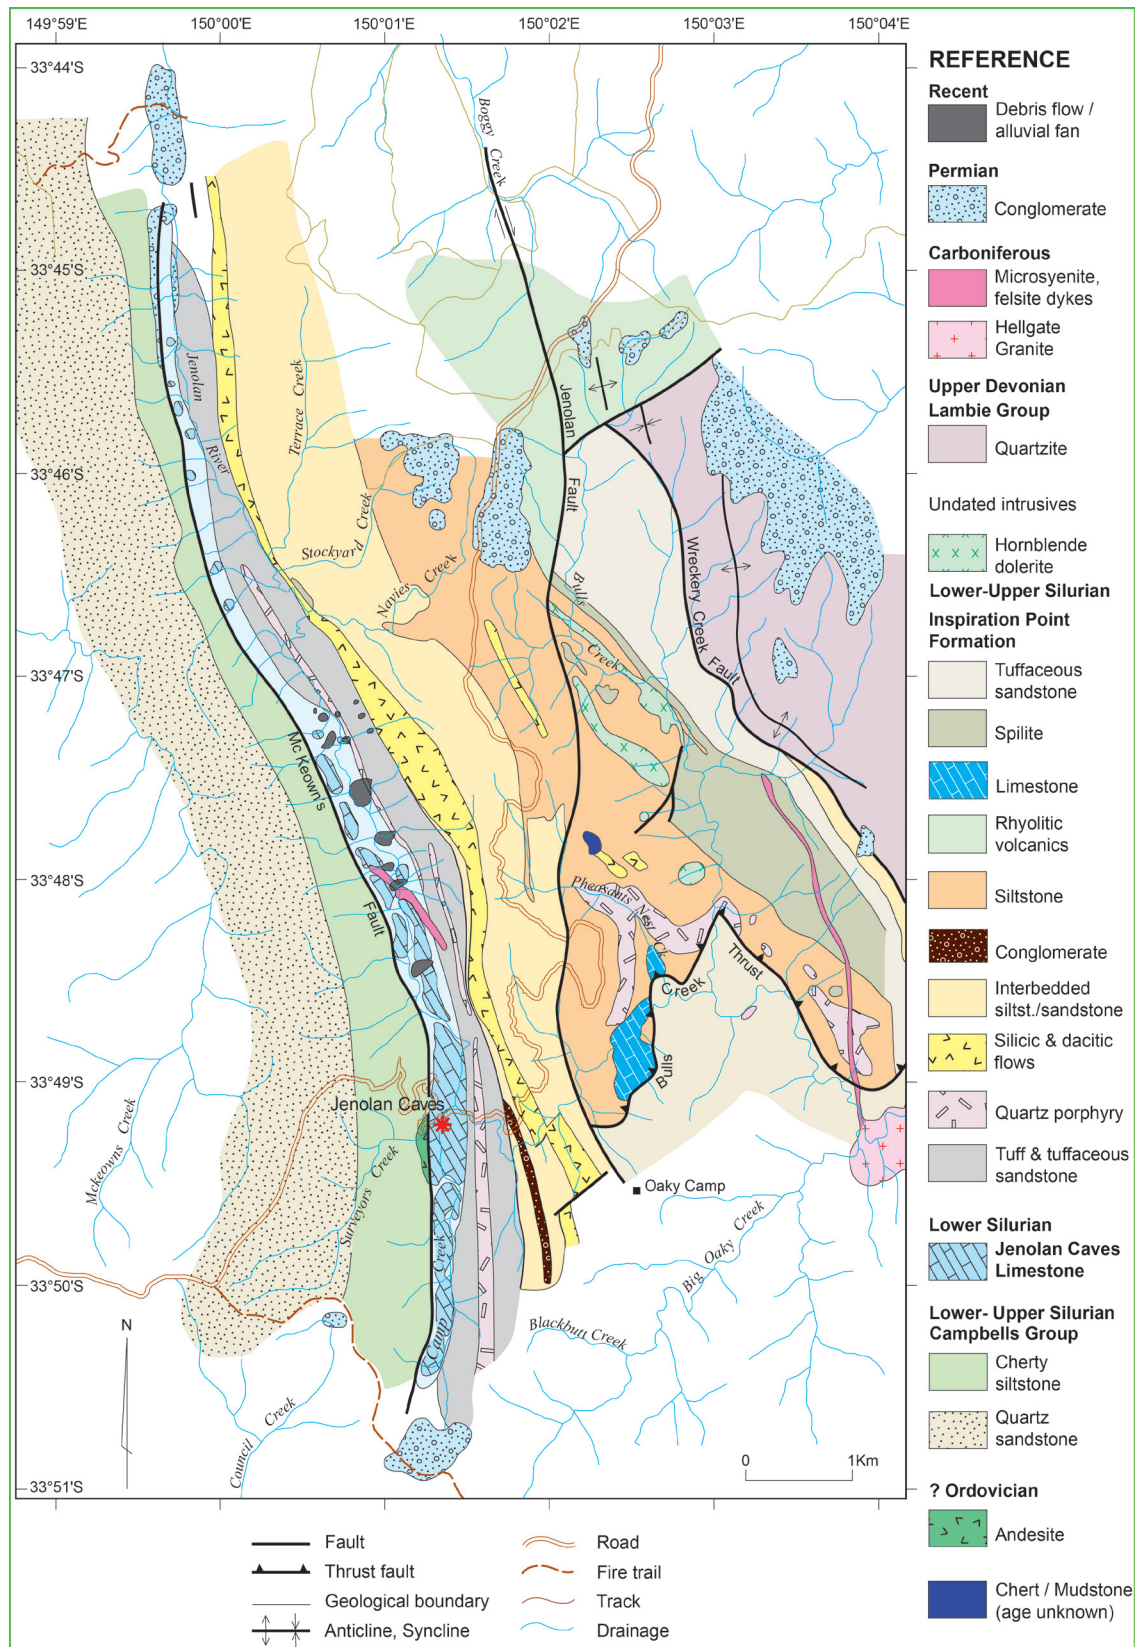 149°59'E 150°00'E 150°01'E 150°02'E 150°03'E 150°04'E
33°44'S
33°45'S
33°46'S
33°47'S
33°48'S
33°49'S
33°50'S
33°51'S
Boggy Creek
Jenolan River
Terrace Creek
Jenolan Fault
Stockyard Creek
Navies Creek
Bulls Creek
Wreckery Creek Fault
Mc Keown's Fault
Pheasants Nest Ck
Bulls Creek Thrust
Jenolan Caves
Mckeowns Creek
Surveyors Creek
Camp Creek
Oaky Camp
Big Oaky Creek
Blackbutt Creek
Council Creek
N
0 1Km
REFERENCE
Recent
Debris flow /
alluvial fan
Permian
Conglomerate
Carboniferous
Microsyenite,
felsite dykes
Hellgate
Granite
Upper Devonian
Lambie Group
Quartzite
Undated intrusives
Hornblende
dolerite
Lower-Upper Silurian
Inspiration Point
Formation
Tuffaceous
sandstone
Spilite
Limestone
Rhyolitic
volcanics
Siltstone
Conglomerate
Interbedded
siltst./sandstone
Silicic & dacitic
flows
Quartz porphyry
Tuff & tuffaceous
sandstone
Lower Silurian
Jenolan Caves
Limestone
Lower- Upper Silurian
Campbells Group
Cherty
siltstone
Quartz
sandstone
? Ordovician
Andesite
Chert / Mudstone
(age unknown)
Fault
Thrust fault
Geological boundary
Anticline, Syncline
Road
Fire trail
Track
Drainage